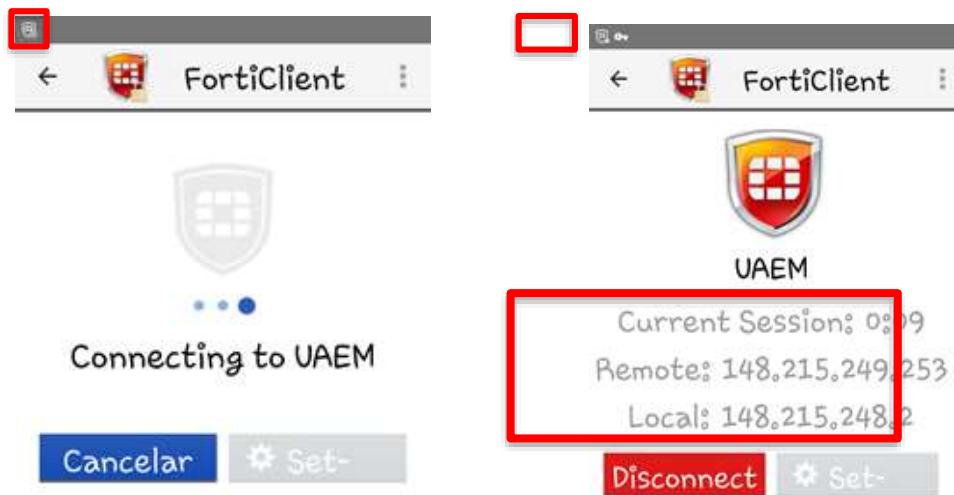 FortiClient
Connecting to UAEM
Cancelar
Set-
FortiClient
UAEM
Current Session: 0:09
Remote: 148.215.249.253
Local: 148.215.248.2
Disconnect
Set-